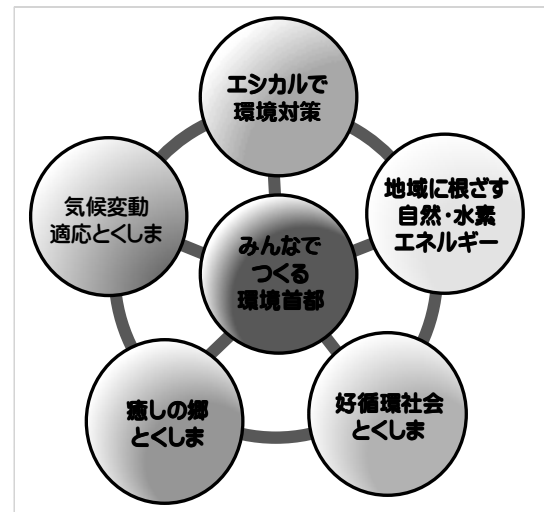 エシカルで
環境対策
地域に根ざす
自然・水素
エネルギー
気候変動
適応とくしま
みんなで
つくる
環境首都
癒しの郷
とくしま
好循環社会
とくしま